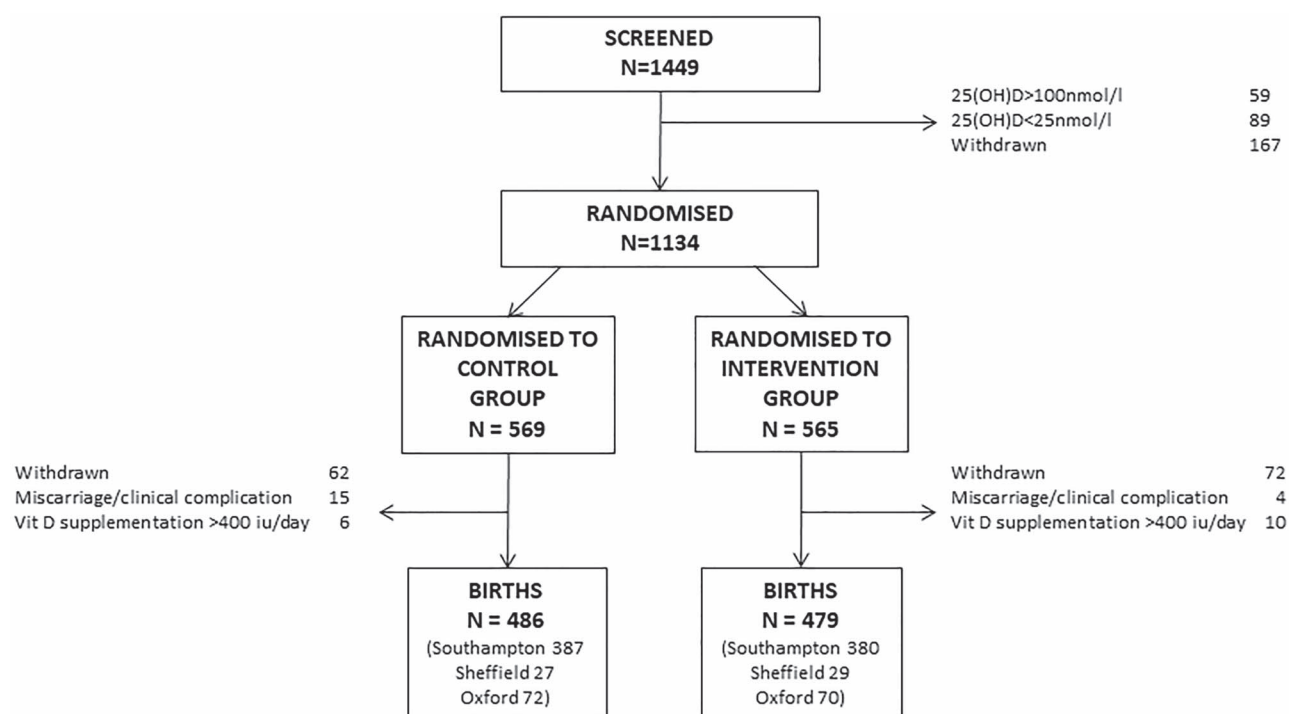 SCREENED
N=1449
25(OH)D>100nmol/l 59
25(OH)D<25nmol/l 89
Withdrawn 167
RANDOMISED
N=1134
RANDOMISED TO
CONTROL
GROUP
N = 569
RANDOMISED TO
INTERVENTION
GROUP
N = 565
Withdrawn 62
Miscarriage/clinical complication 15
Vit D supplementation >400 iu/day 6
Withdrawn 72
Miscarriage/clinical complication 4
Vit D supplementation >400 iu/day 10
BIRTHS
N = 486
(Southampton 387
Sheffield 27
Oxford 72)
BIRTHS
N = 479
(Southampton 380
Sheffield 29
Oxford 70)